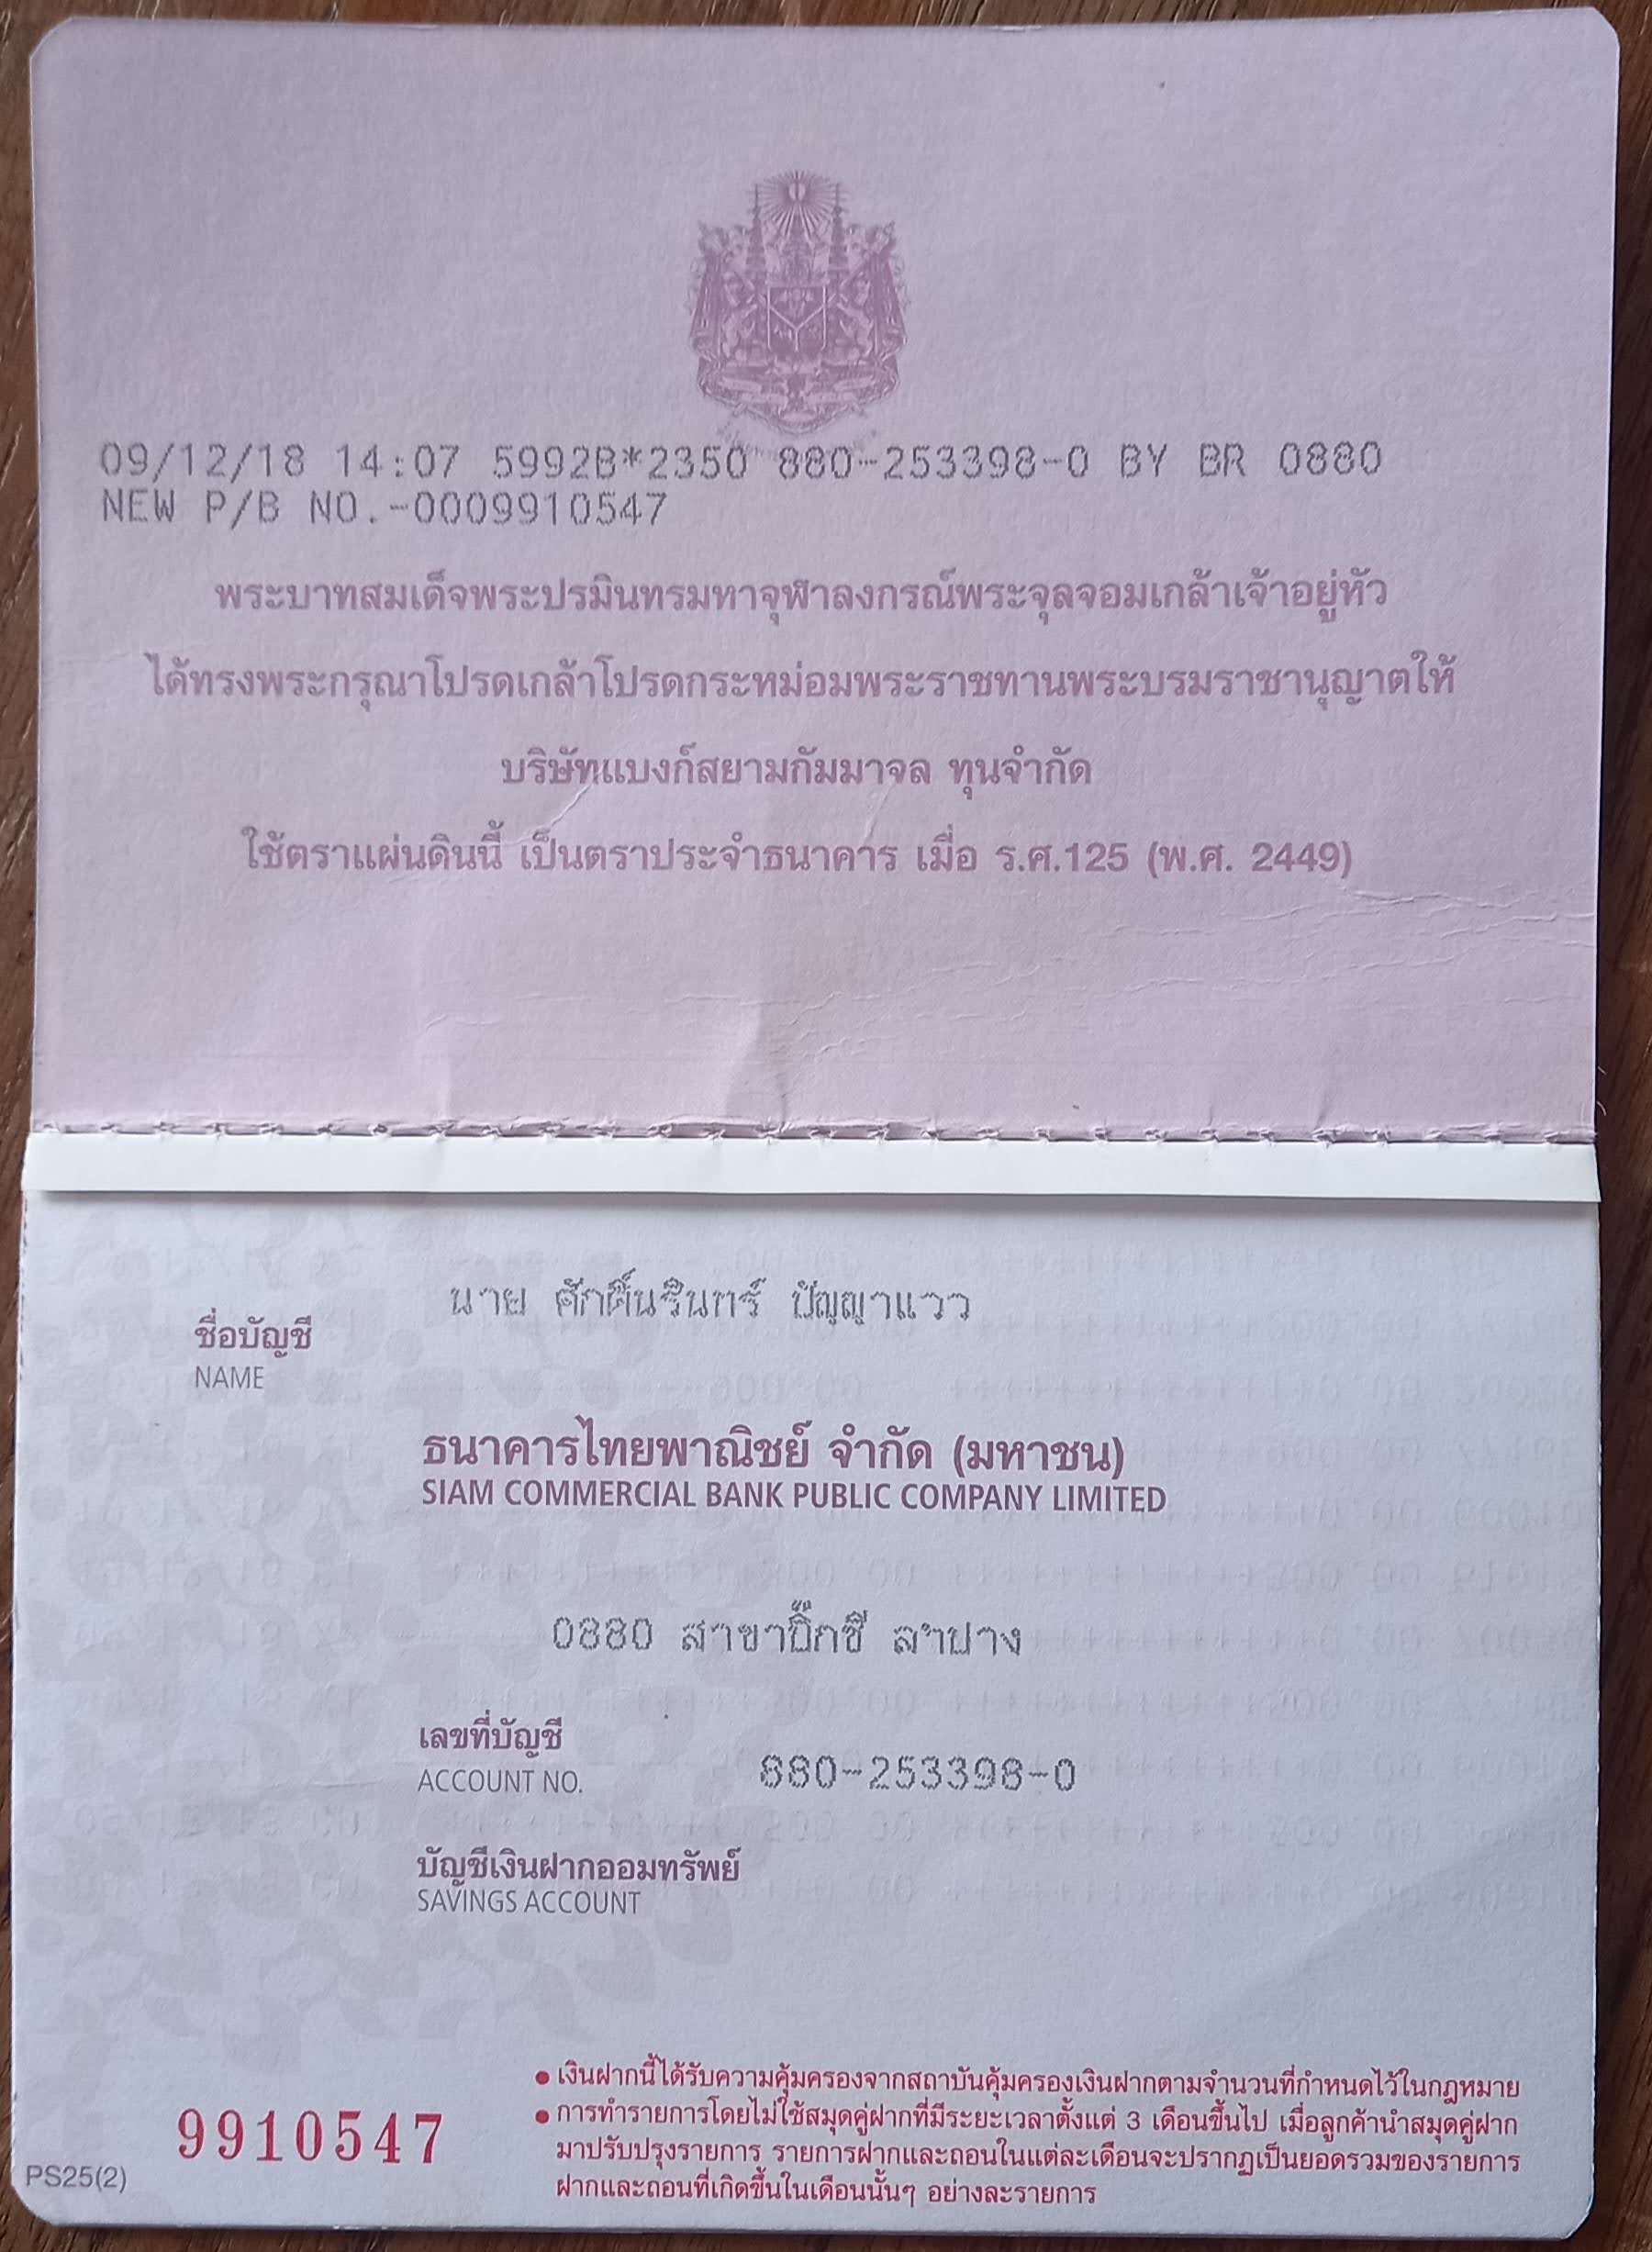 09/12/18 14:07 5992B*2350 880-253398-0 BY BR 0880
NEW P/B NO.-0009910547
พระบาทสมเด็จพระปรมินทรมหาจุฬาลงกรณ์พระจุลจอมเกล้าเจ้าอยู่หัว
ได้ทรงพระกรุณาโปรดเกล้าโปรดกระหม่อมพระราชทานพระบรมราชานุญาตให้
บริษัทแบงก์สยามกัมมาจล ทุนจำกัด
ใช้ตราแผ่นดินนี้ เป็นตราประจำธนาคาร เมื่อ ร.ศ.125 (พ.ศ. 2449)
นาย ศักดิ์นรินทร์ ปัญญาแวว
ชื่อบัญชี
NAME
ธนาคารไทยพาณิชย์ จำกัด (มหาชน)
SIAM COMMERCIAL BANK PUBLIC COMPANY LIMITED
0880 สาขาบิ๊กซี ลำปาง
เลขที่บัญชี
ACCOUNT NO. 880-253398-0
บัญชีเงินฝากออมทรัพย์
SAVINGS ACCOUNT
• เงินฝากนี้ได้รับความคุ้มครองจากสถาบันคุ้มครองเงินฝากตามจำนวนที่กำหนดไว้ในกฎหมาย
• การทำรายการโดยไม่ใช้สมุดคู่ฝากที่มีระยะเวลาตั้งแต่ 3 เดือนขึ้นไป เมื่อลูกค้านำสมุดคู่ฝาก
มาปรับปรุงรายการ รายการฝากและถอนในแต่ละเดือนจะปรากฏเป็นยอดรวมของรายการ
ฝากและถอนที่เกิดขึ้นในเดือนนั้นๆ อย่างละรายการ
9910547
PS25(2)